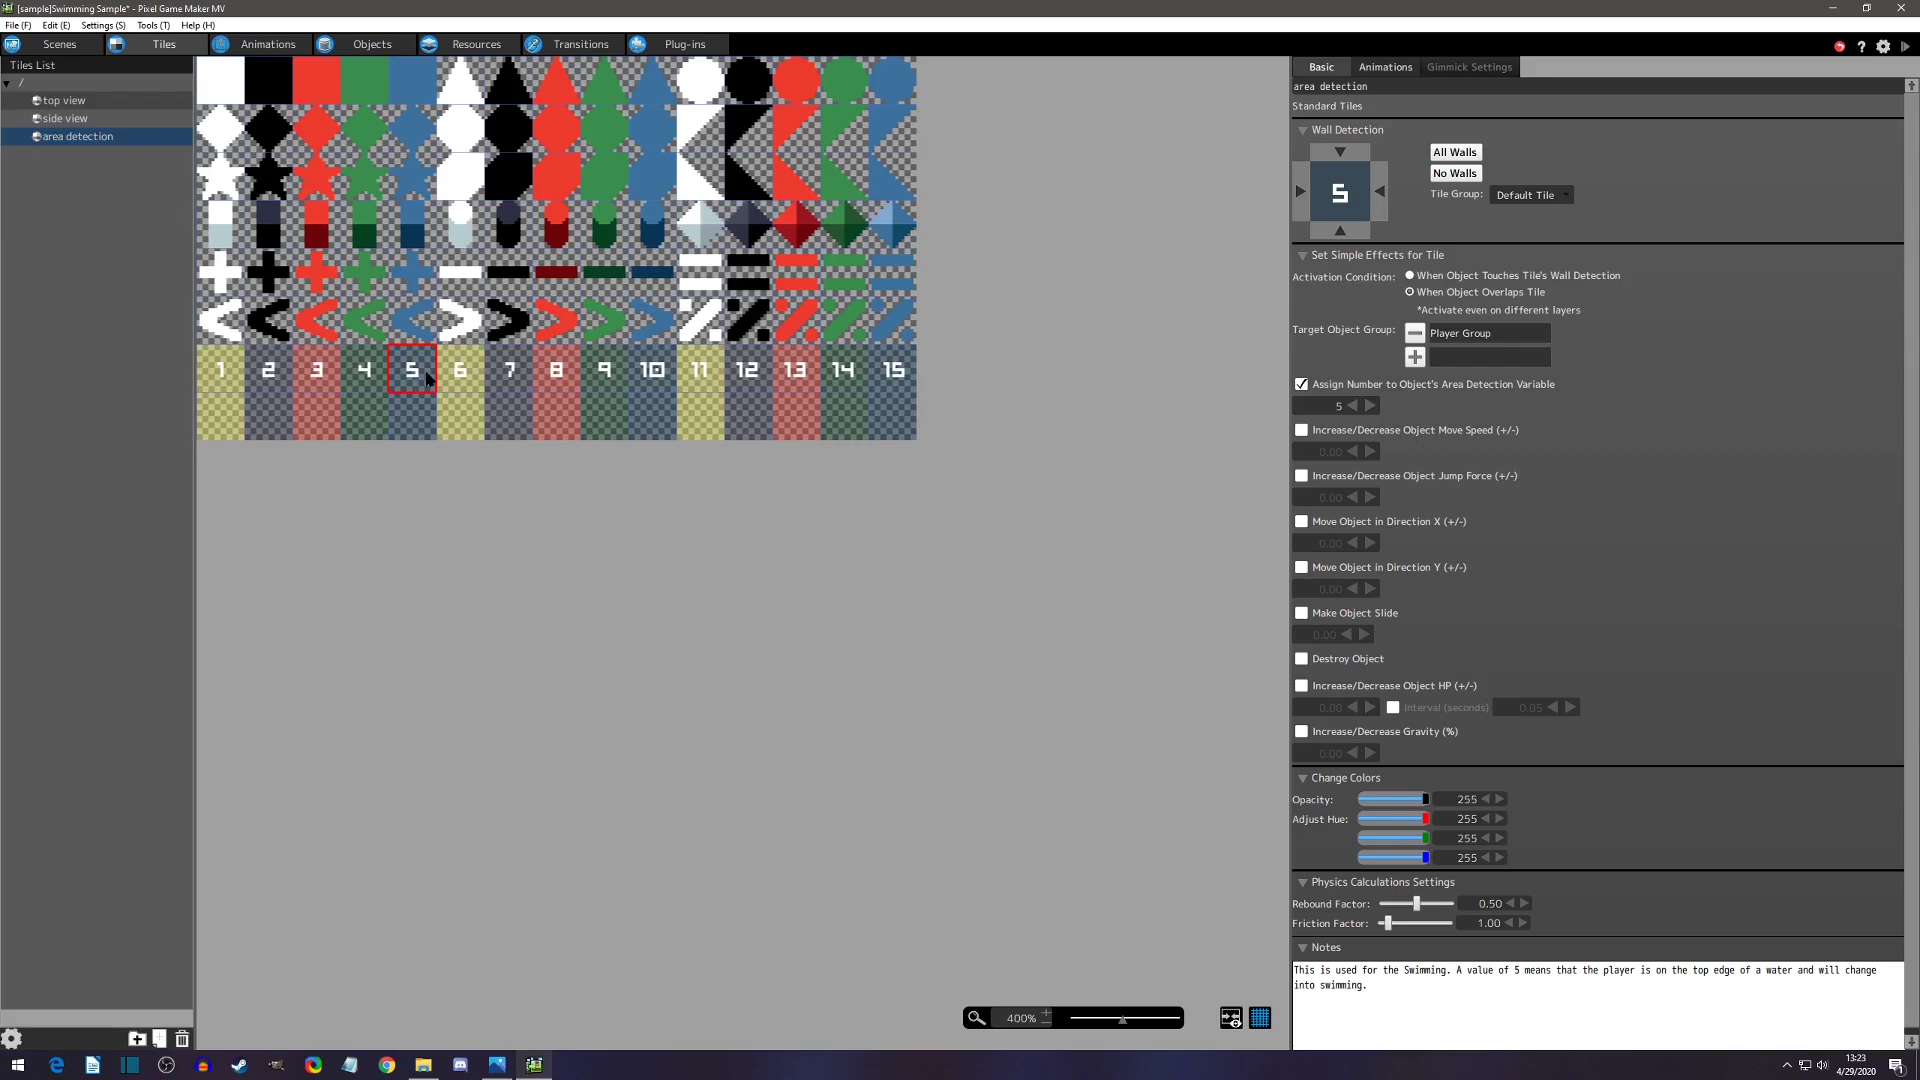 [sample]Swimming Sample* - Pixel Game Maker MV
File (F) Edit (E) Settings (S) Tools (T) Help (H)
Scenes Tiles Animations Objects Resources Transitions Plug-ins
Tiles List
/
top view
side view
area detection
1 2 3 4 5 6 7 8 9 10 11 12 13 14 15
400%
Basic Animations Gimmick Settings
area detection
Standard Tiles
Wall Detection
5
All Walls
No Walls
Tile Group: Default Tile
Set Simple Effects for Tile
Activation Condition: When Object Touches Tile's Wall Detection
When Object Overlaps Tile
*Activate even on different layers
Target Object Group: Player Group
Assign Number to Object's Area Detection Variable
5
Increase/Decrease Object Move Speed (+/-)
0.00
Increase/Decrease Object Jump Force (+/-)
0.00
Move Object in Direction X (+/-)
0.00
Move Object in Direction Y (+/-)
0.00
Make Object Slide
0.00
Destroy Object
Increase/Decrease Object HP (+/-)
0.00 Interval (seconds) 0.05
Increase/Decrease Gravity (%)
0.00
Change Colors
Opacity: 255
Adjust Hue: 255
255
255
Physics Calculations Settings
Rebound Factor: 0.50
Friction Factor: 1.00
Notes
This is used for the Swimming. A value of 5 means that the player is on the top edge of a water and will change
into swimming.
13:23
4/29/2020